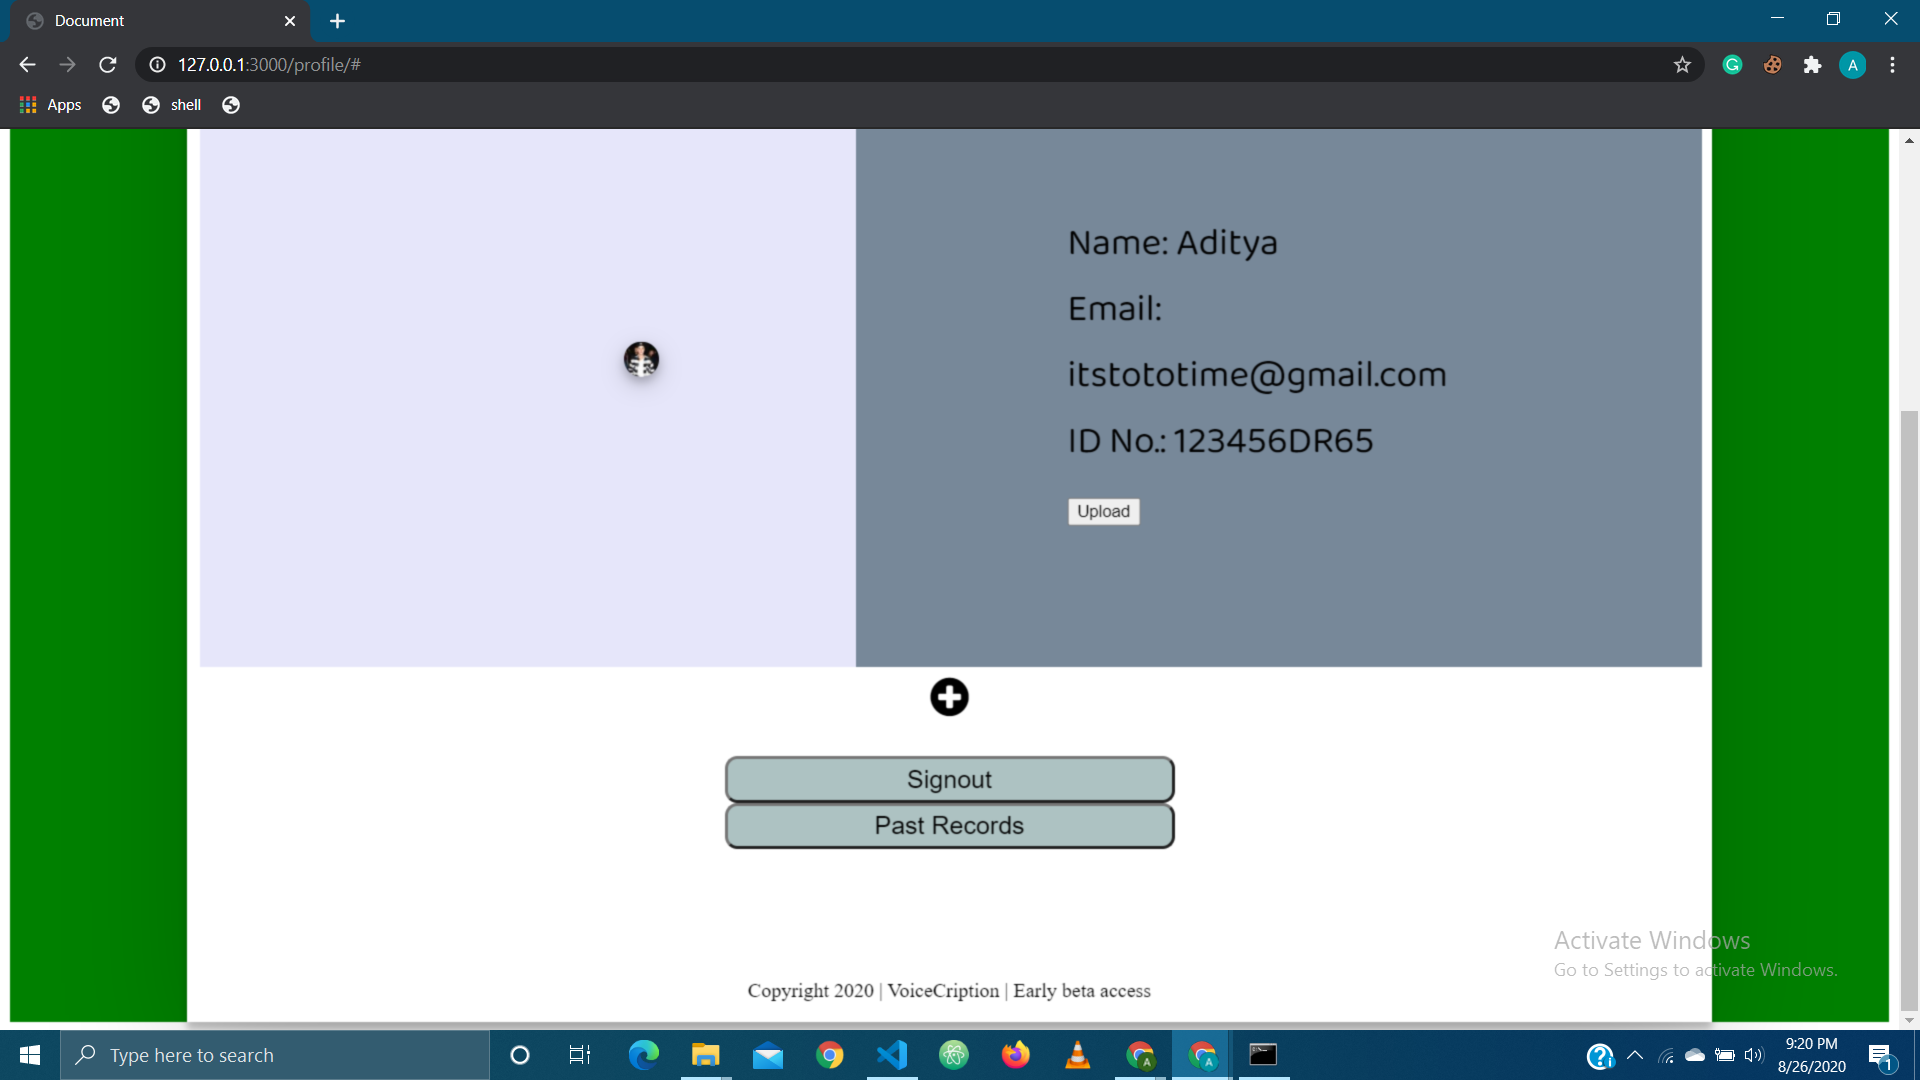 Document
127.0.0.1:3000/profile/#
Apps
shell
A
Name: Aditya
Email:
itstototime@gmail.com
ID No.: 123456DR65
Upload
Signout
Past Records
Activate Windows
Go to Settings to activate Windows.
Copyright 2020 | VoiceCription | Early beta access
Type here to search
9:20 PM
8/26/2020
1